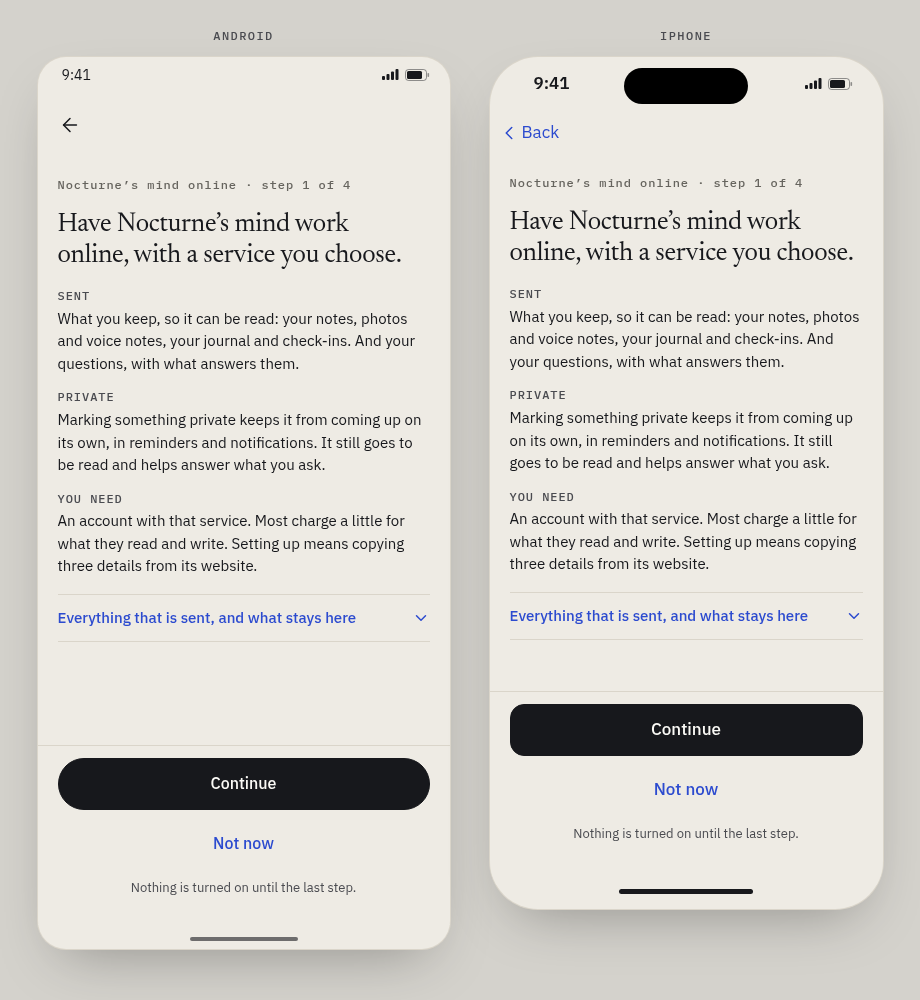 ANDROID
9:41
Nocturne’s mind online · step 1 of 4
Have Nocturne’s mind work
online, with a service you choose.
SENT
What you keep, so it can be read: your notes, photos
and voice notes, your journal and check-ins. And your
questions, with what answers them.
PRIVATE
Marking something private keeps it from coming up on
its own, in reminders and notifications. It still goes to
be read and helps answer what you ask.
YOU NEED
An account with that service. Most charge a little for
what they read and write. Setting up means copying
three details from its website.
Everything that is sent, and what stays here
Continue
Not now
Nothing is turned on until the last step.
IPHONE
9:41
Back
Nocturne’s mind online · step 1 of 4
Have Nocturne’s mind work
online, with a service you choose.
SENT
What you keep, so it can be read: your notes, photos
and voice notes, your journal and check-ins. And
your questions, with what answers them.
PRIVATE
Marking something private keeps it from coming up
on its own, in reminders and notifications. It still
goes to be read and helps answer what you ask.
YOU NEED
An account with that service. Most charge a little for
what they read and write. Setting up means copying
three details from its website.
Everything that is sent, and what stays here
Continue
Not now
Nothing is turned on until the last step.